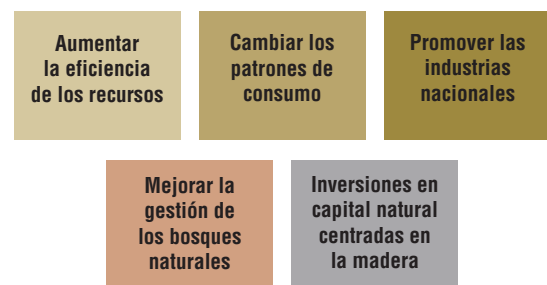 Aumentar
la eficiencia
de los recursos
Cambiar los
patrones de
consumo
Promover las
industrias
nacionales
Mejorar la
gestión de
los bosques
naturales
Inversiones en
capital natural
centradas en
la madera